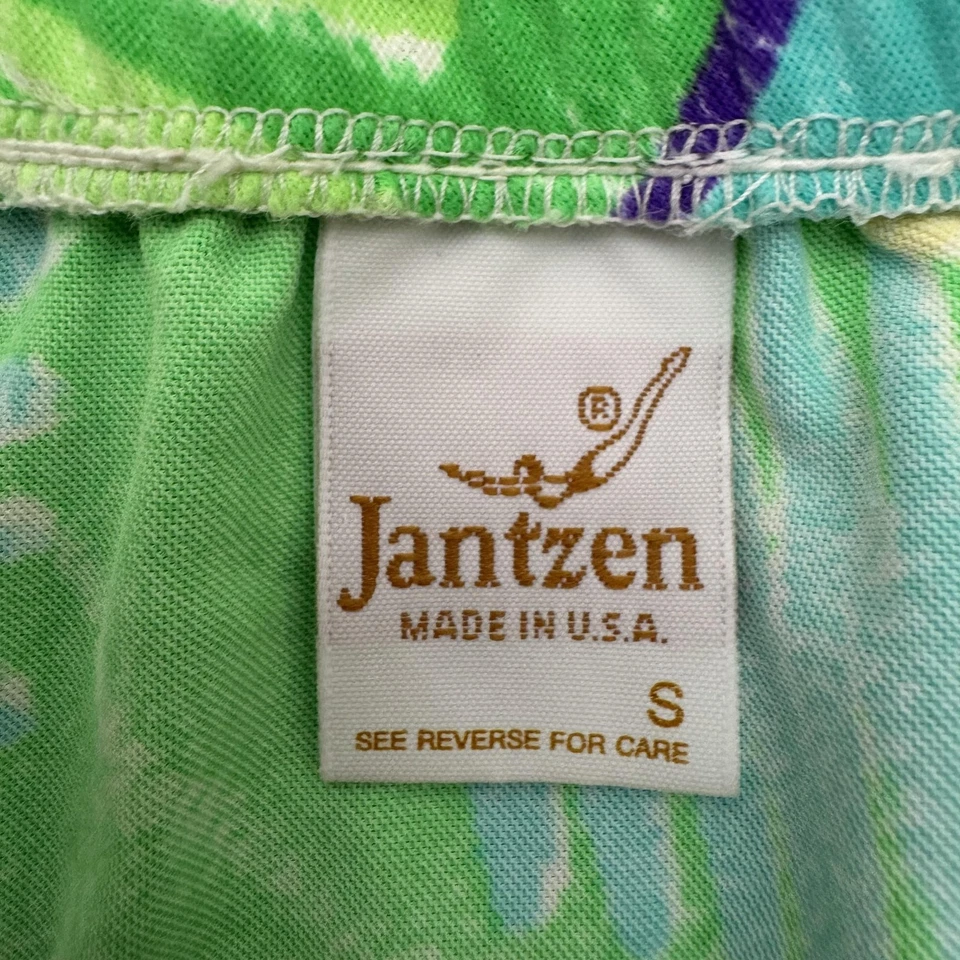 ®
Jantzen
MADE IN U.S.A.
S
SEE REVERSE FOR CARE